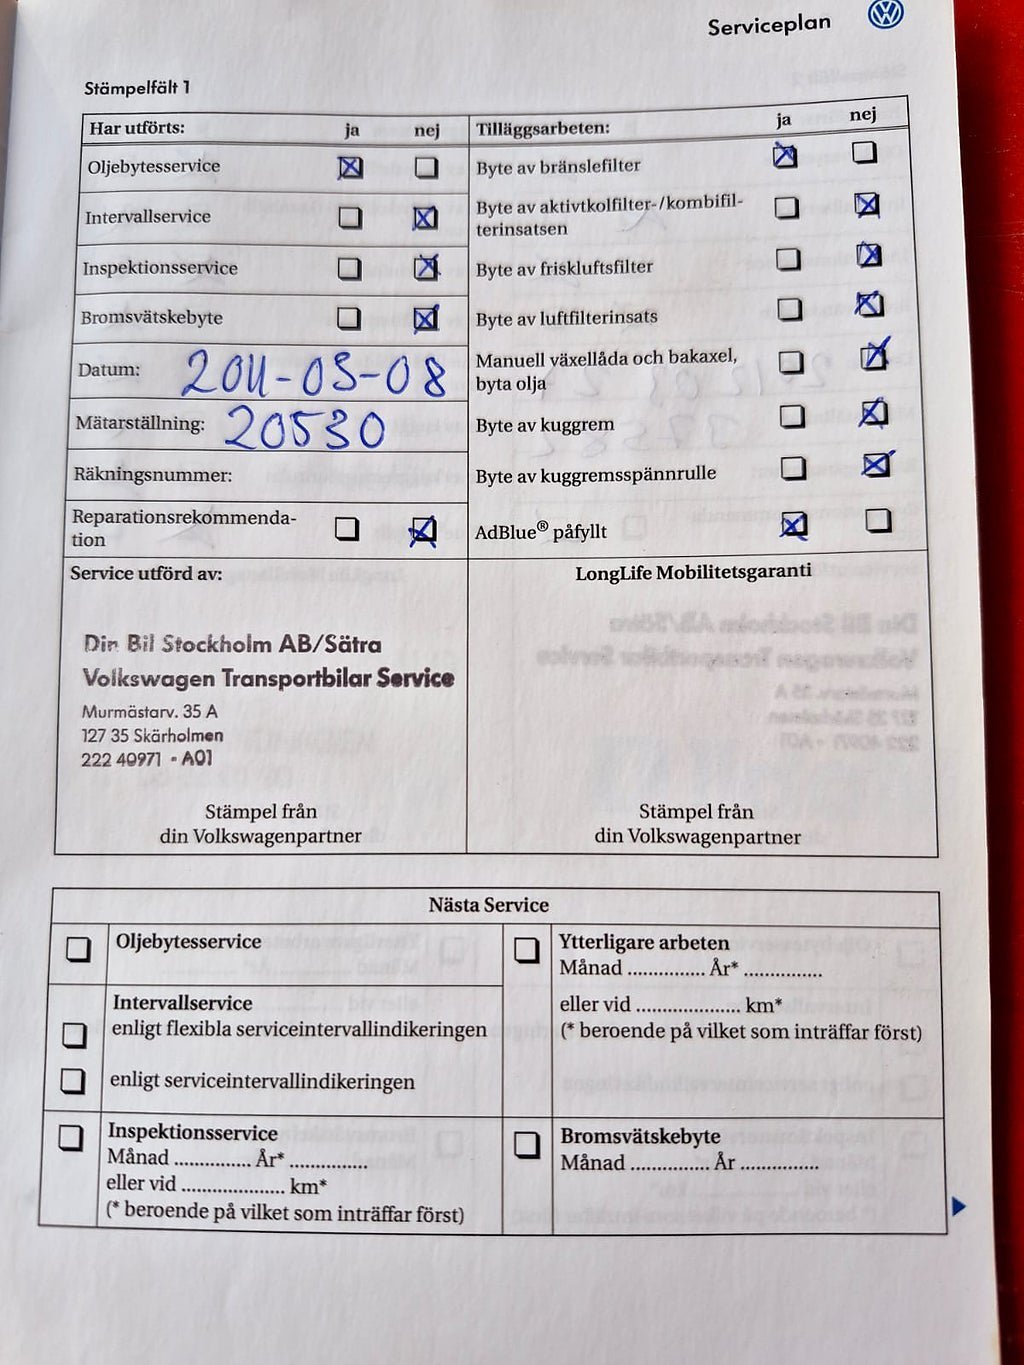 Serviceplan
Stämpelfält 1
Har utförts: ja nej
Oljebytesservice
Intervallservice
Inspektionsservice
Bromsvätskebyte
Datum: 2011-03-08
Mätarställning: 20530
Räkningsnummer:
Reparationsrekommenda-
tion
Tilläggsarbeten: ja nej
Byte av bränslefilter
Byte av aktivtkolfilter-/kombifil-
terinsatsen
Byte av friskluftsfilter
Byte av luftfilterinsats
Manuell växellåda och bakaxel,
byta olja
Byte av kuggrem
Byte av kuggremsspännrulle
AdBlue® påfyllt
Service utförd av:
Din Bil Stockholm AB/Sätra
Volkswagen Transportbilar Service
Murmästarv. 35 A
127 35 Skärholmen
222 40971 - A01
Stämpel från
din Volkswagenpartner
LongLife Mobilitetsgaranti
Stämpel från
din Volkswagenpartner
Nästa Service
Oljebytesservice
Intervallservice
enligt flexibla serviceintervallindikeringen
enligt serviceintervallindikeringen
Inspektionsservice
Månad .............. År* ..............
eller vid .................... km*
(* beroende på vilket som inträffar först)
Ytterligare arbeten
Månad .............. År* ..............
eller vid .................... km*
(* beroende på vilket som inträffar först)
Bromsvätskebyte
Månad .............. År ..............